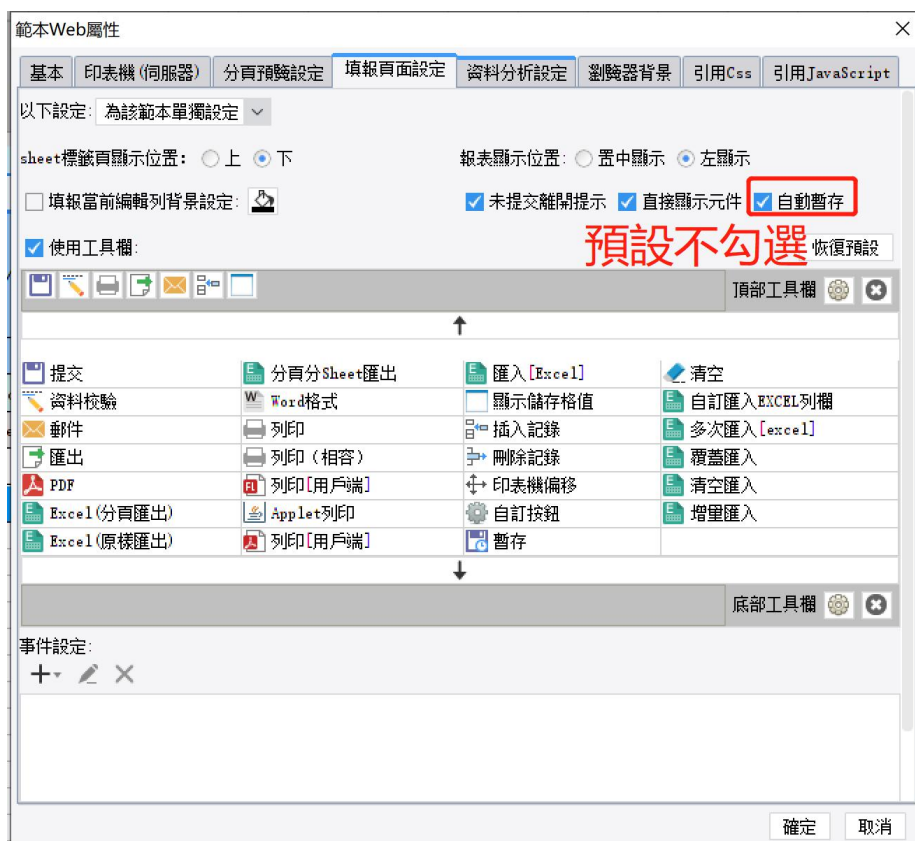 範本Web屬性
基本 印表機(伺服器) 分頁預覽設定 填報頁面設定 資料分析設定 瀏覽器背景 引用Css 引用JavaScript
以下設定: 為該範本單獨設定
sheet標籤頁顯示位置: 上 下 報表顯示位置: 置中顯示 左顯示
填報當前編輯列背景設定: 未提交離開提示 直接顯示元件 自動暫存
預設不勾選
使用工具欄: 恢復預設
頂部工具欄
提交 分頁分Sheet匯出 匯入[Excel] 清空
資料校驗 Word格式 顯示儲存格值 自訂匯入EXCEL列欄
郵件 列印 插入記錄 多次匯入[excel]
匯出 列印（相容） 刪除記錄 覆蓋匯入
PDF 列印[用戶端] 印表機偏移 清空匯入
Excel(分頁匯出) Applet列印 自訂按鈕 增量匯入
Excel(原樣匯出) 列印[用戶端] 暫存
底部工具欄
事件設定:
確定 取消